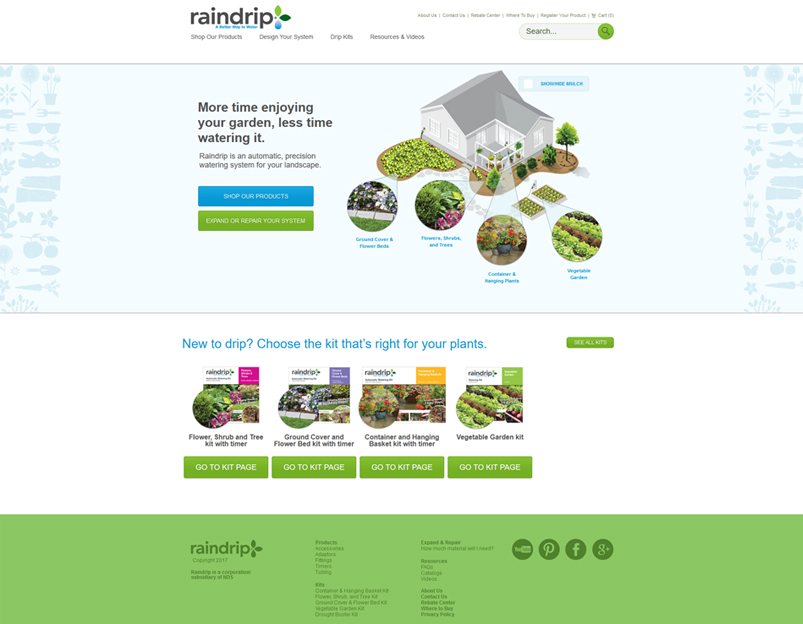 raindrip
A Better Way to Water
About Us | Contact Us | Rebate Center | Where To Buy | Register Your Product | Cart (0)
Search...
Shop Our Products
Design Your System
Drip Kits
Resources & Videos
SHOW/HIDE MULCH
More time enjoying
your garden, less time
watering it.
Raindrip is an automatic, precision
watering system for your landscape.
SHOP OUR PRODUCTS
EXPAND OR REPAIR YOUR SYSTEM
Ground Cover &
Flower Beds
Flowers, Shrubs,
and Trees
Container &
Hanging Plants
Vegetable
Garden
New to drip? Choose the kit that's right for your plants.
SEE ALL KITS
raindrip
raindrip
raindrip
raindrip
Flower, Shrub and Tree
kit with timer
Ground Cover and
Flower Bed kit with timer
Container and Hanging
Basket kit with timer
Vegetable Garden kit
GO TO KIT PAGE
GO TO KIT PAGE
GO TO KIT PAGE
GO TO KIT PAGE
raindrip
Copyright 2017
Raindrip is a corporation/
subsidiary of NDS
Products
Accessories
Adaptors
Fittings
Timers
Tubing
Kits
Container & Hanging Basket Kit
Flower, Shrub, and Tree Kit
Ground Cover & Flower Bed Kit
Vegetable Garden Kit
Drought Buster Kit
Expand & Repair
How much material will I need?
Resources
FAQs
Catalogs
Videos
About Us
Contact Us
Rebate Center
Where to Buy
Privacy Policy
YouTube